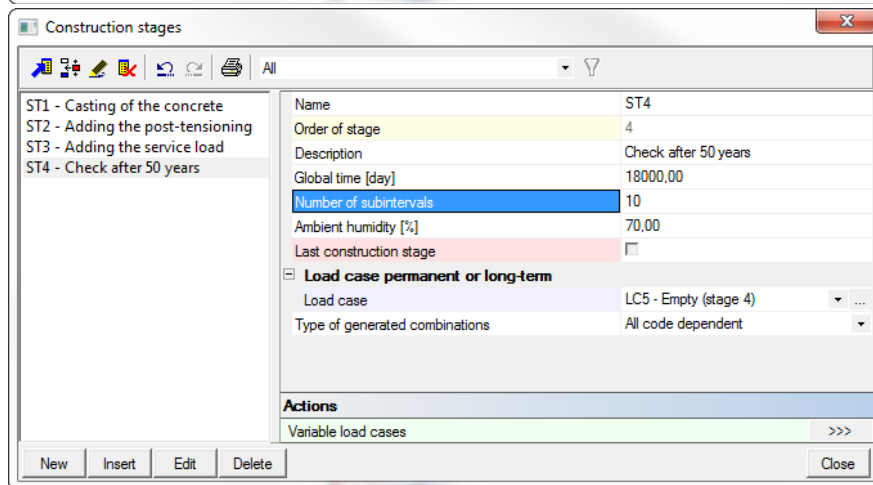 Construction stages
All
ST1 - Casting of the concrete
ST2 - Adding the post-tensioning
ST3 - Adding the service load
ST4 - Check after 50 years
Name ST4
Order of stage 4
Description Check after 50 years
Global time [day] 18000,00
Number of subintervals 10
Ambient humidity [%] 70,00
Last construction stage
Load case permanent or long-term
Load case LC5 - Empty (stage 4) ...
Type of generated combinations All code dependent
Actions
Variable load cases >>>
New Insert Edit Delete Close